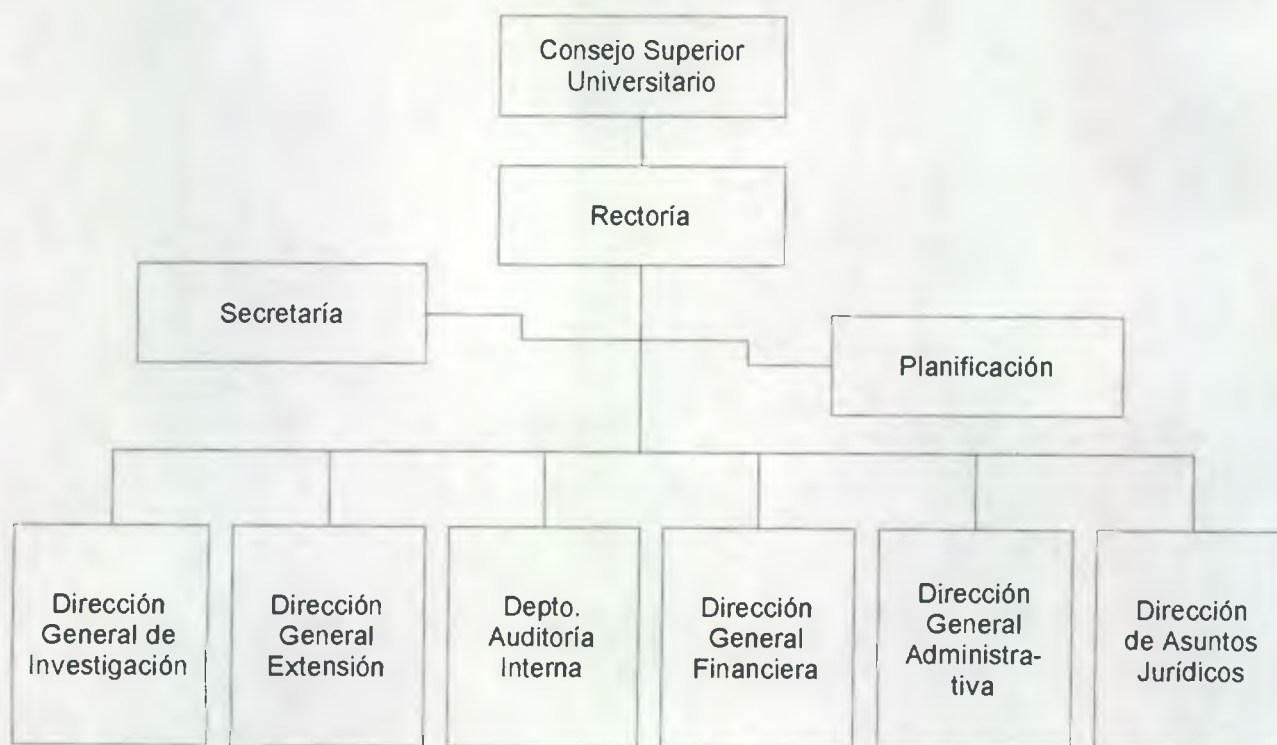 Consejo Superior
Universitario
Rectoría
Secretaría
Planificación
Dirección
General de
Investigación
Dirección
General
Extensión
Depto.
Auditoría
Interna
Dirección
General
Financiera
Dirección
General
Administra-
tiva
Dirección
de Asuntos
Jurídicos